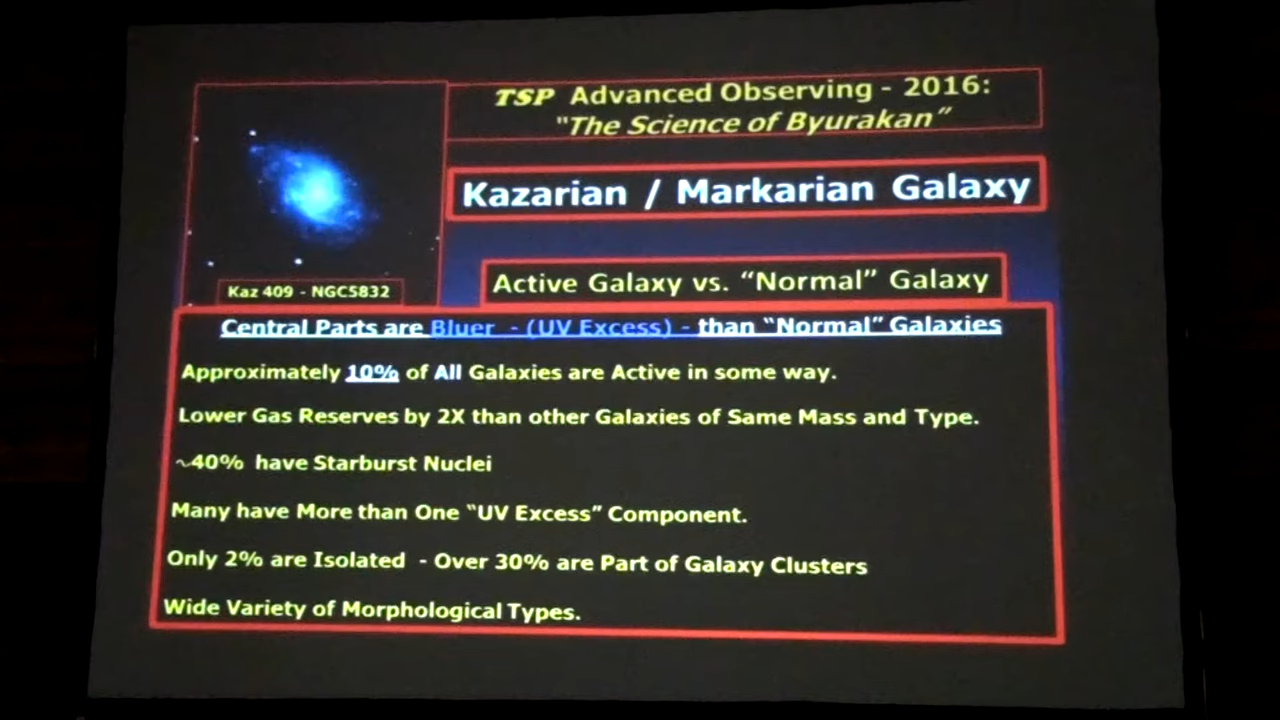 TSP Advanced Observing - 2016:
"The Science of Byurakan"
Kazarian / Markarian Galaxy
Active Galaxy vs. “Normal” Galaxy
Kaz 409 - NGC5832
Central Parts are Bluer - (UV Excess) - than “Normal” Galaxies
Approximately 10% of All Galaxies are Active in some way.
Lower Gas Reserves by 2X than other Galaxies of Same Mass and Type.
~40% have Starburst Nuclei
Many have More than One “UV Excess” Component.
Only 2% are Isolated - Over 30% are Part of Galaxy Clusters
Wide Variety of Morphological Types.